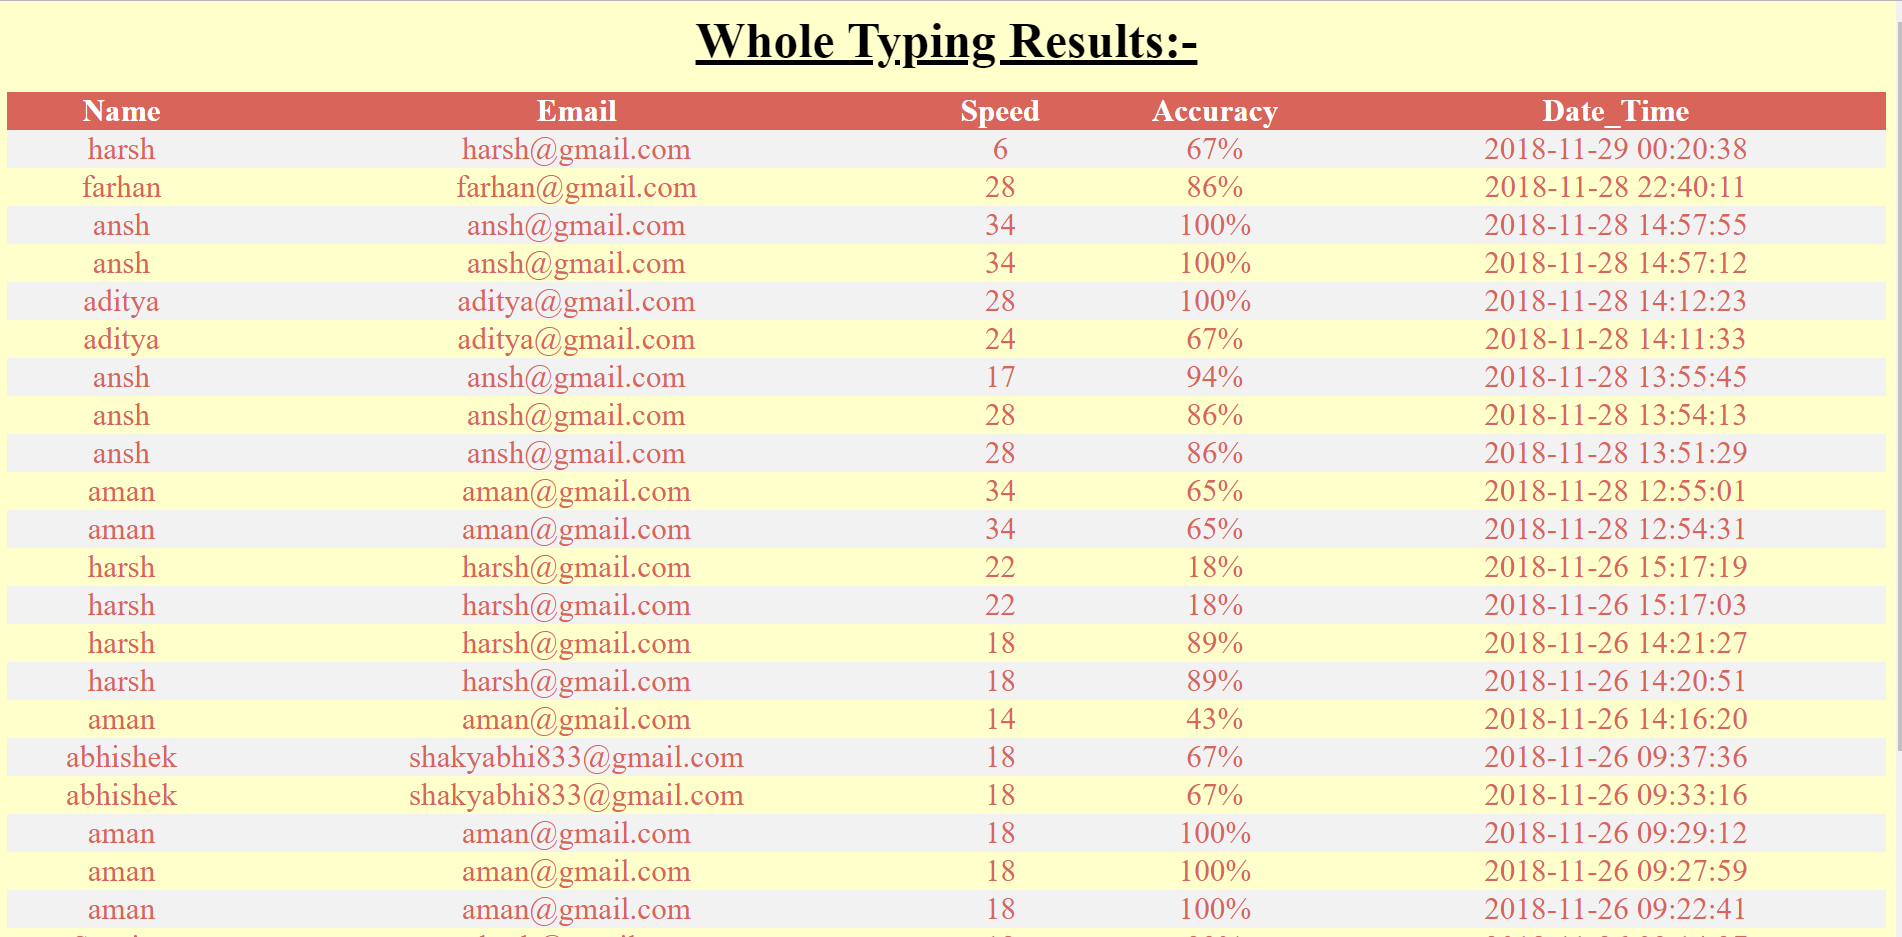 Whole Typing Results:-
Name Email Speed Accuracy Date_Time
harsh harsh@gmail.com 6 67% 2018-11-29 00:20:38
farhan farhan@gmail.com 28 86% 2018-11-28 22:40:11
ansh ansh@gmail.com 34 100% 2018-11-28 14:57:55
ansh ansh@gmail.com 34 100% 2018-11-28 14:57:12
aditya aditya@gmail.com 28 100% 2018-11-28 14:12:23
aditya aditya@gmail.com 24 67% 2018-11-28 14:11:33
ansh ansh@gmail.com 17 94% 2018-11-28 13:55:45
ansh ansh@gmail.com 28 86% 2018-11-28 13:54:13
ansh ansh@gmail.com 28 86% 2018-11-28 13:51:29
aman aman@gmail.com 34 65% 2018-11-28 12:55:01
aman aman@gmail.com 34 65% 2018-11-28 12:54:31
harsh harsh@gmail.com 22 18% 2018-11-26 15:17:19
harsh harsh@gmail.com 22 18% 2018-11-26 15:17:03
harsh harsh@gmail.com 18 89% 2018-11-26 14:21:27
harsh harsh@gmail.com 18 89% 2018-11-26 14:20:51
aman aman@gmail.com 14 43% 2018-11-26 14:16:20
abhishek shakyabhi833@gmail.com 18 67% 2018-11-26 09:37:36
abhishek shakyabhi833@gmail.com 18 67% 2018-11-26 09:33:16
aman aman@gmail.com 18 100% 2018-11-26 09:29:12
aman aman@gmail.com 18 100% 2018-11-26 09:27:59
aman aman@gmail.com 18 100% 2018-11-26 09:22:41